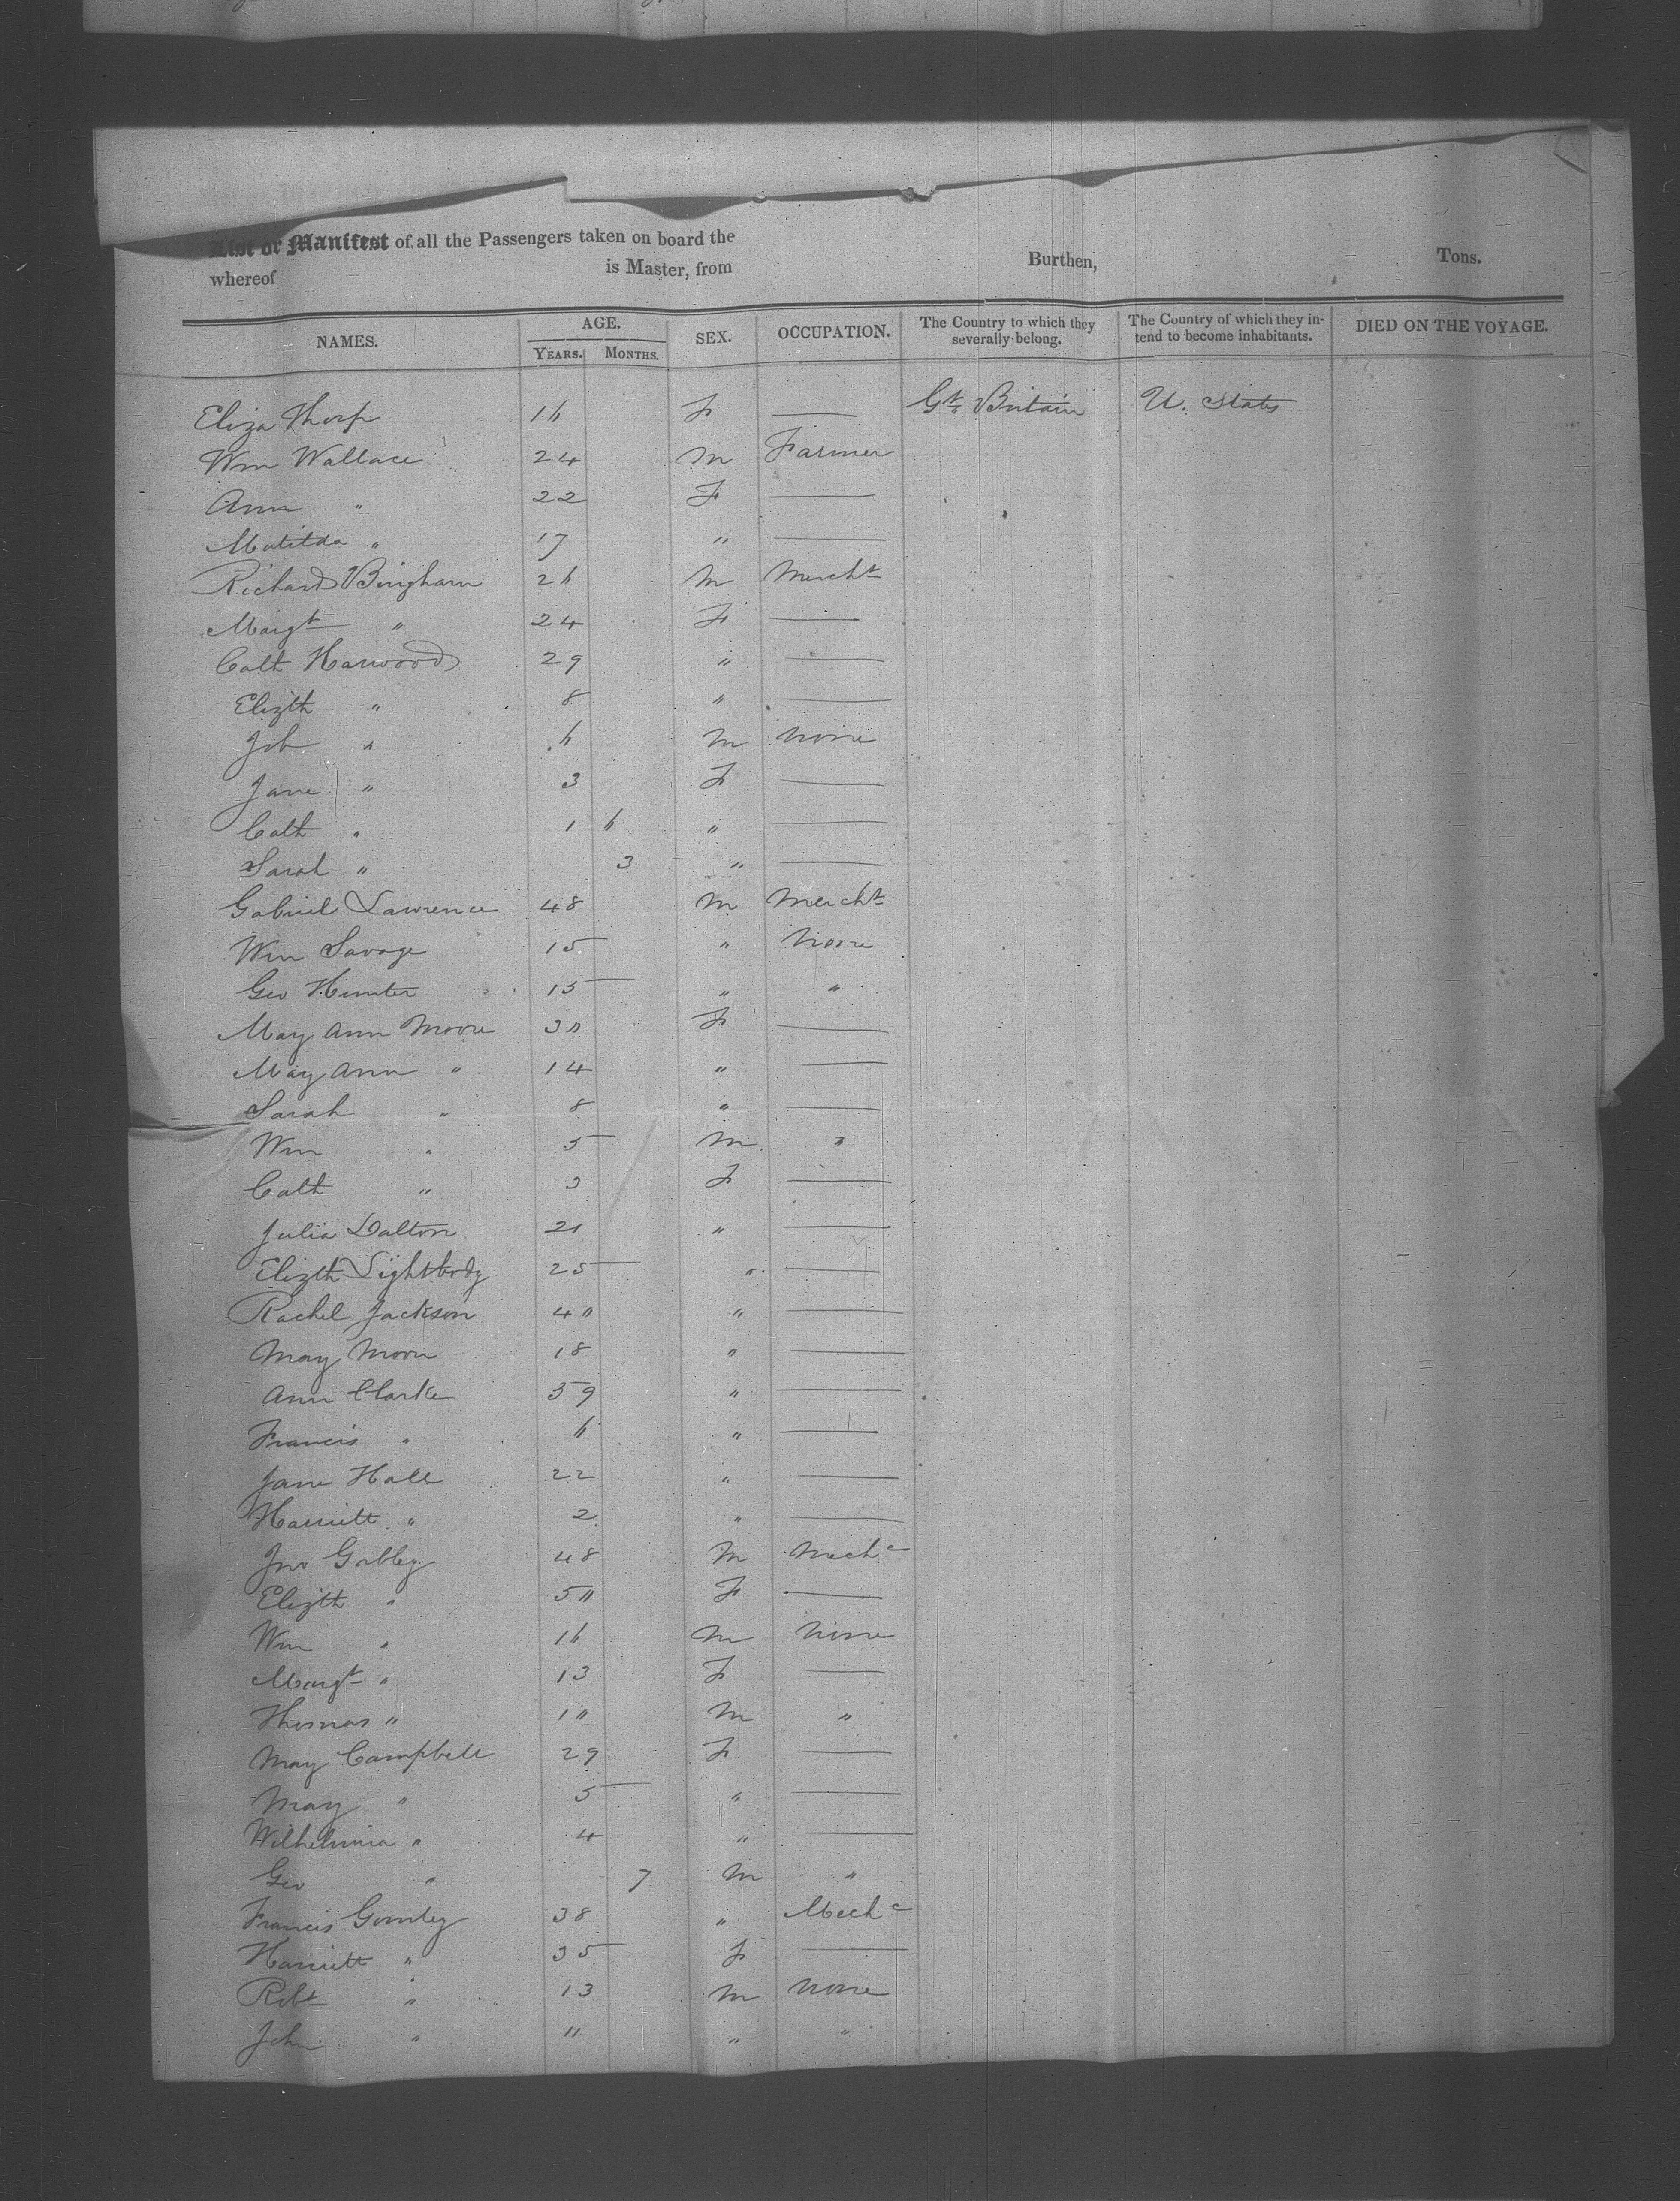 List or Manifest of all the Passengers taken on board the
whereof is Master, from Burthen, Tons.
NAMES. AGE. YEARS. MONTHS. SEX. OCCUPATION. The Country to which they severally belong. The Country of which they intend to become inhabitants. DIED ON THE VOYAGE.
Eliza Thorp 16 F — Gt. Britain U. States
Wm Wallace 24 M Farmer
Ann " 22 F —
Matilda " 17 " —
Richard Bingham 26 M Mercht
Margt " 24 F —
Cath Harwood 29 " —
Elizth " 8 " —
Joh " 6 M None
Jane " 3 F —
Cath " 1 6 " —
Sarah " 3 " —
Gabriel Lawrence 48 M Mercht
Wm Savage 15 " None
Geo Hunter 15 " "
Mary Ann Moore 30 F —
Mary Ann " 14 " —
Sarah " 8 " —
Wm " 5 M "
Cath " 3 F —
Julia Dalton 21 " —
Elizth Lightbody 25 " —
Rachel Jackson 40 " —
Mary Moore 18 " —
Ann Clarke 39 " —
Francis " 6 " —
Jane Hall 22 " —
Harriett " 2 " —
Jno Gabbey 48 M Mechc
Elizth " 50 F —
Wm " 16 M None
Margt " 13 F —
Thomas " 10 M "
Mary Campbell 29 F —
Mary " 5 " —
Wilhelmina " 4 " —
Geo " 7 M "
Francis Gourley 38 " Mechc
Harriett " 35 F —
Robt " 13 M None
John " 11 " "